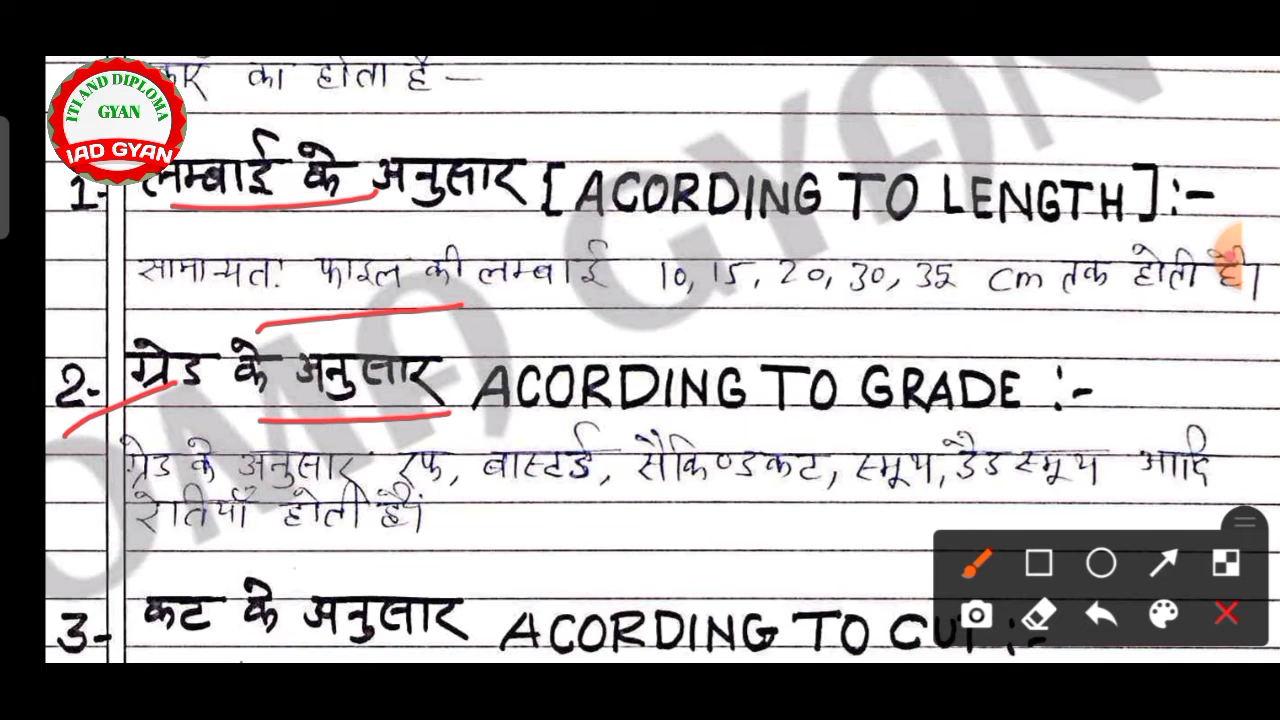 ITI AND DIPLOMA
GYAN
IAD GYAN
का होता है —
1- लम्बाई के अनुसार [ACORDING TO LENGTH] :-
सामान्यतः फाइल की लम्बाई 10, 15, 20, 30, 35 cm तक होती है।
2- ग्रेड के अनुसार ACORDING TO GRADE :-
ग्रेड के अनुसार रफ, बास्टर्ड, सैकिण्डकट, स्मूथ, डैड स्मूथ आदि
रेतियाँ होती हैं।
3- कट के अनुसार ACORDING TO CUT :-